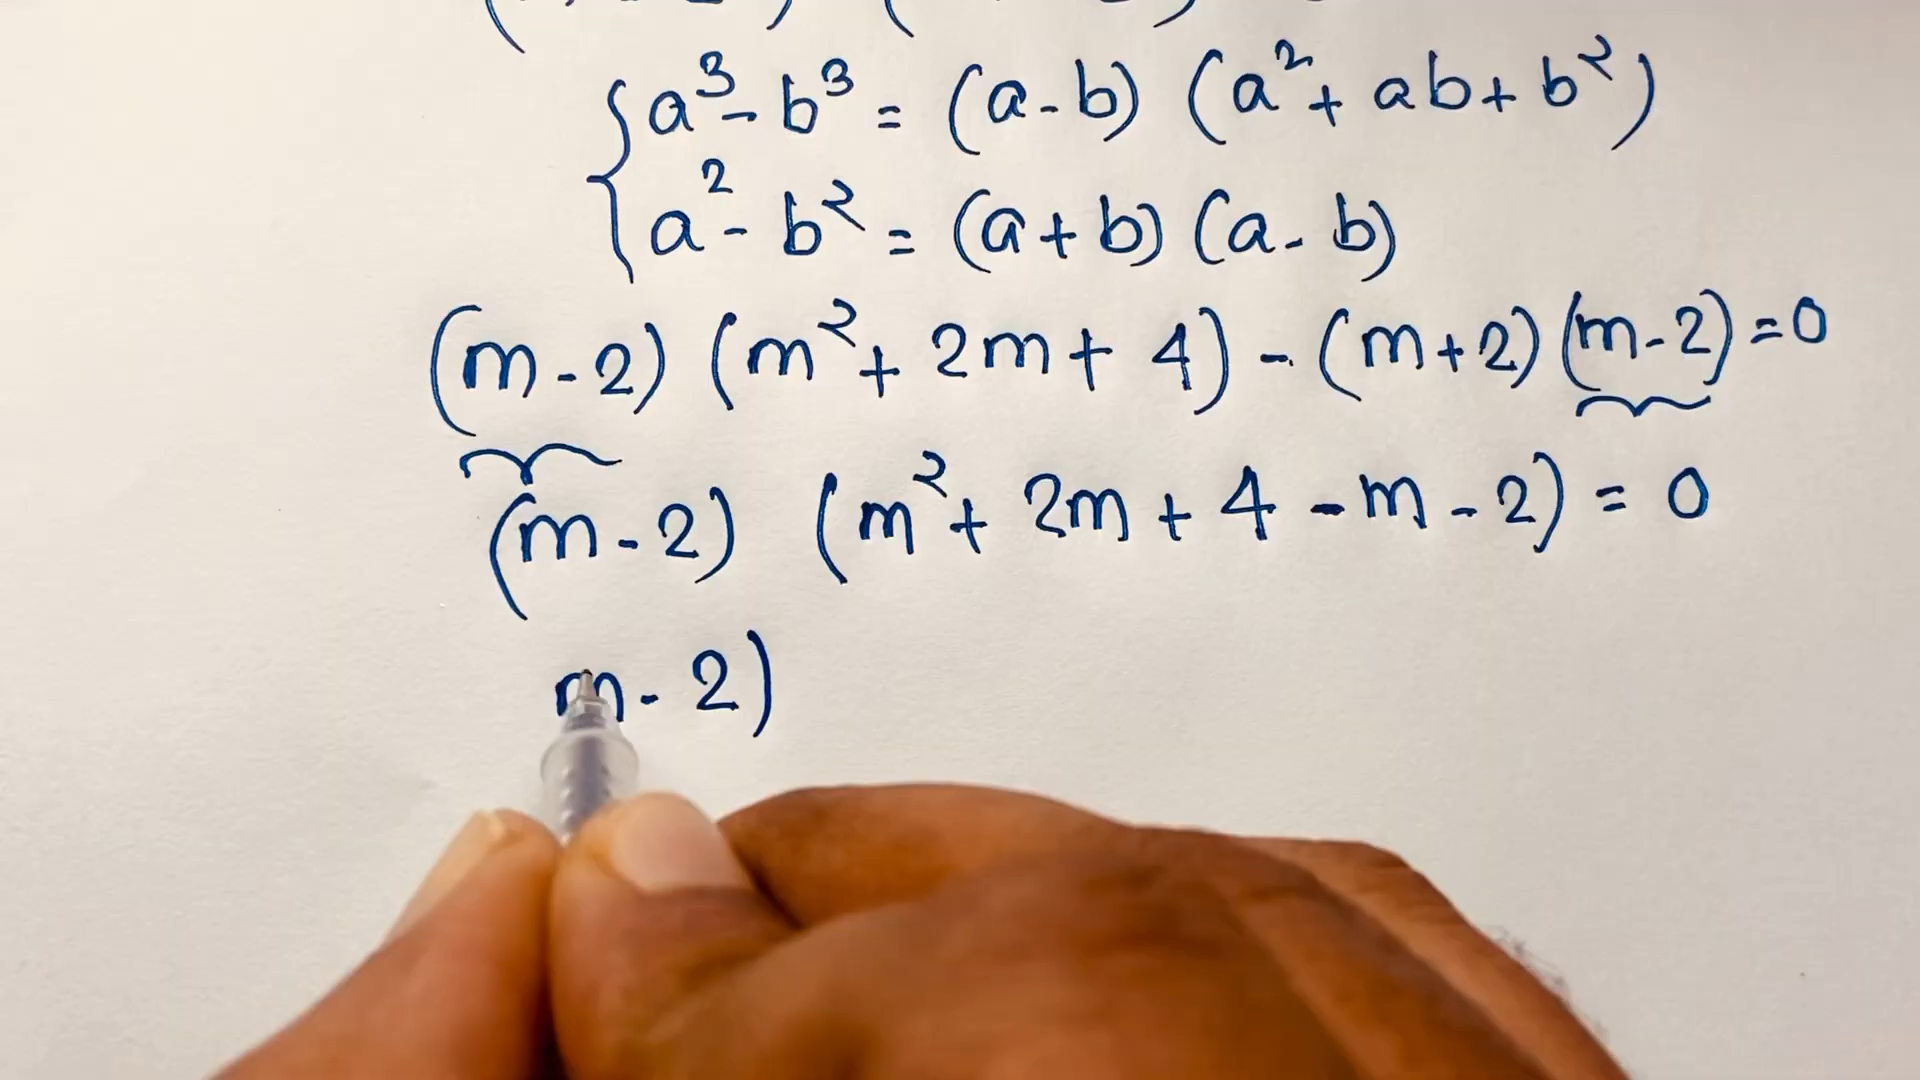 a³ - b³ = (a - b) (a² + ab + b²)
a² - b² = (a + b) (a - b)
(m - 2) (m² + 2m + 4) - (m + 2) (m - 2) = 0
(m - 2) (m² + 2m + 4 - m - 2) = 0
m - 2)